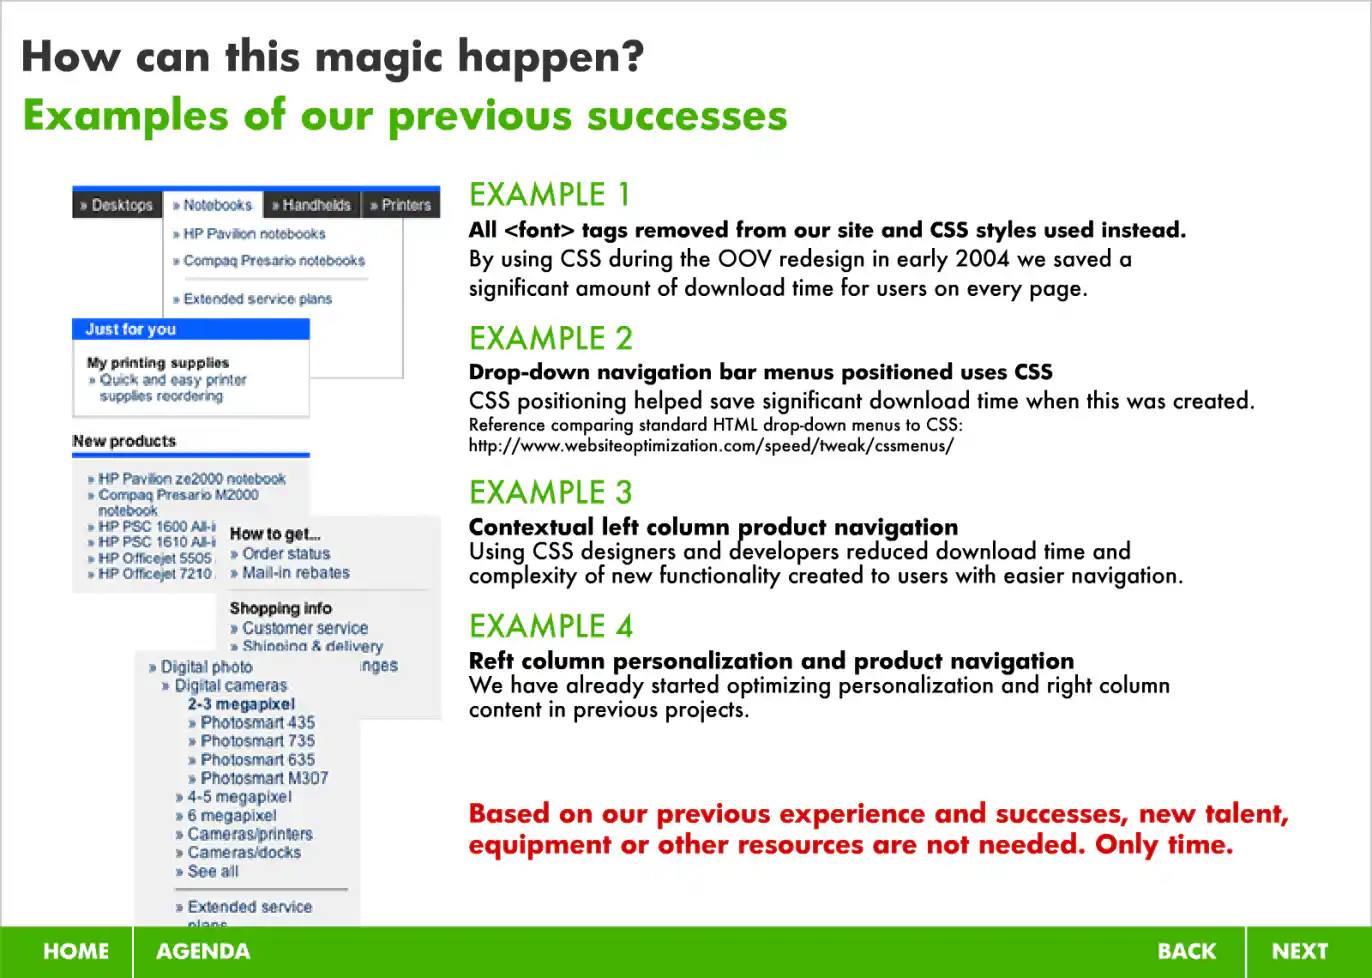 How can this magic happen?
Examples of our previous successes
» Desktops » Notebooks » Handhelds » Printers
» HP Pavilion notebooks
» Compaq Presario notebooks
» Extended service plans
Just for you
My printing supplies
» Quick and easy printer
supplies reordering
New products
» HP Pavilion ze2000 notebook
» Compaq Presario M2000
notebook
» HP PSC 1600 All-i
» HP PSC 1610 All-i
» HP Officejet 5505
» HP Officejet 7210
How to get...
» Order status
» Mail-in rebates
Shopping info
» Customer service
» Shipping & delivery
nges
» Digital photo
» Digital cameras
2-3 megapixel
» Photosmart 435
» Photosmart 735
» Photosmart 635
» Photosmart M307
» 4-5 megapixel
» 6 megapixel
» Cameras/printers
» Cameras/docks
» See all
» Extended service
plans
EXAMPLE 1
All <font> tags removed from our site and CSS styles used instead.
By using CSS during the OOV redesign in early 2004 we saved a
significant amount of download time for users on every page.
EXAMPLE 2
Drop-down navigation bar menus positioned uses CSS
CSS positioning helped save significant download time when this was created.
Reference comparing standard HTML drop-down menus to CSS:
http://www.websiteoptimization.com/speed/tweak/cssmenus/
EXAMPLE 3
Contextual left column product navigation
Using CSS designers and developers reduced download time and
complexity of new functionality created to users with easier navigation.
EXAMPLE 4
Reft column personalization and product navigation
We have already started optimizing personalization and right column
content in previous projects.
Based on our previous experience and successes, new talent,
equipment or other resources are not needed. Only time.
HOME AGENDA BACK NEXT